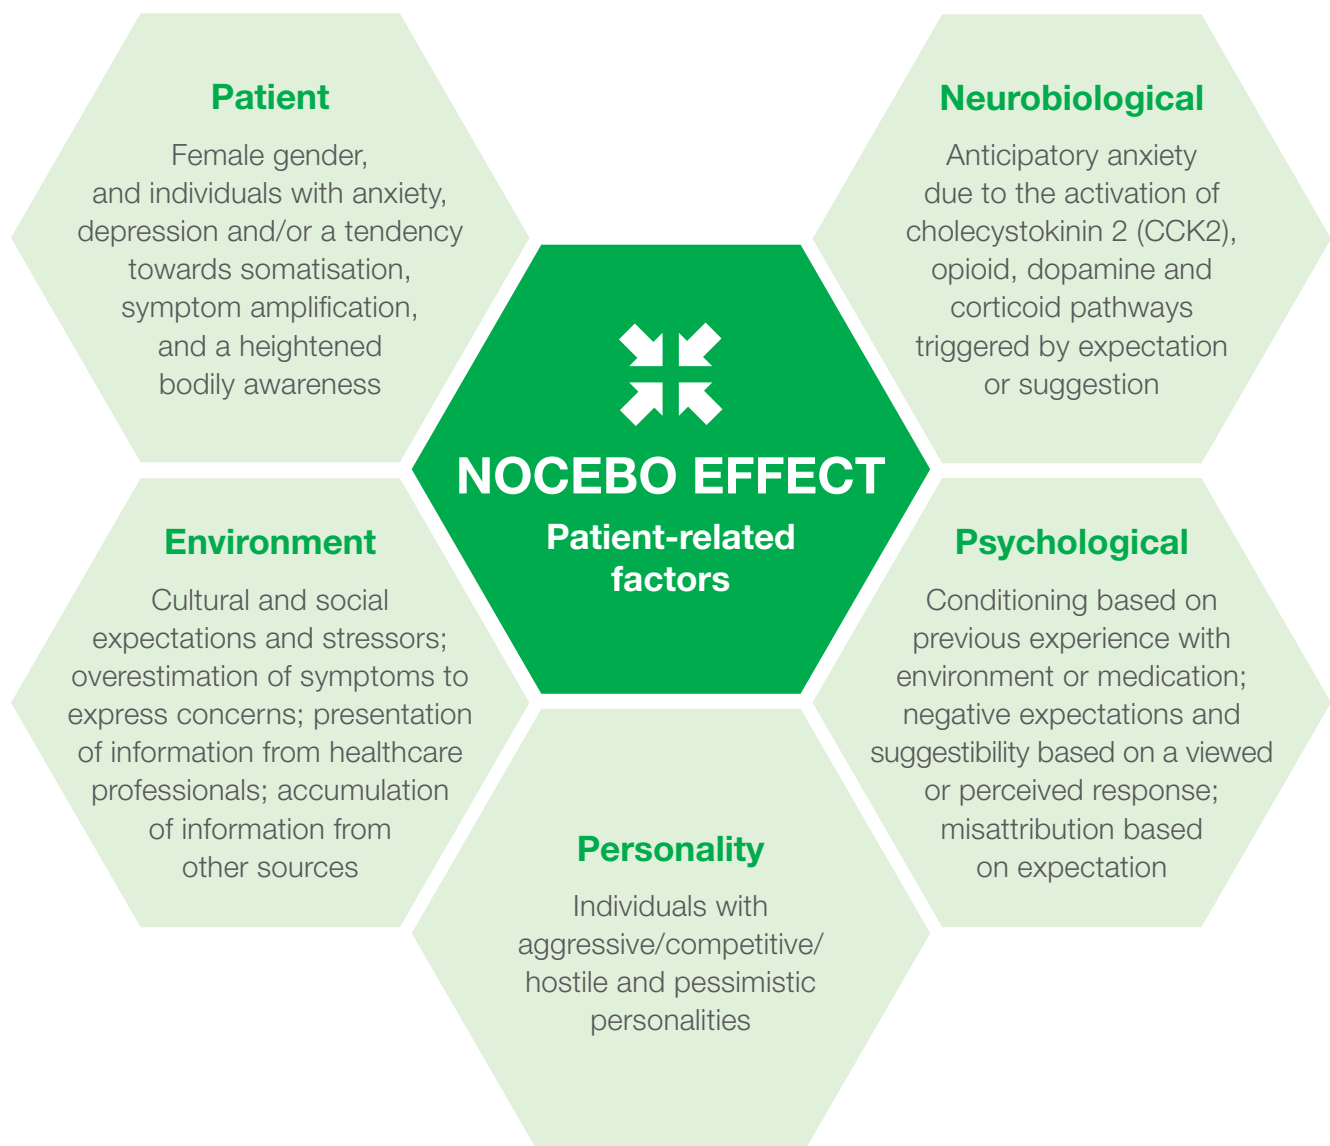 Patient
Female gender,
and individuals with anxiety,
depression and/or a tendency
towards somatisation,
symptom amplification,
and a heightened
bodily awareness
Neurobiological
Anticipatory anxiety
due to the activation of
cholecystokinin 2 (CCK2),
opioid, dopamine and
corticoid pathways
triggered by expectation
or suggestion
NOCEBO EFFECT
Patient-related
factors
Environment
Cultural and social
expectations and stressors;
overestimation of symptoms to
express concerns; presentation
of information from healthcare
professionals; accumulation
of information from
other sources
Psychological
Conditioning based on
previous experience with
environment or medication;
negative expectations and
suggestibility based on a viewed
or perceived response;
misattribution based
on expectation
Personality
Individuals with
aggressive/competitive/
hostile and pessimistic
personalities